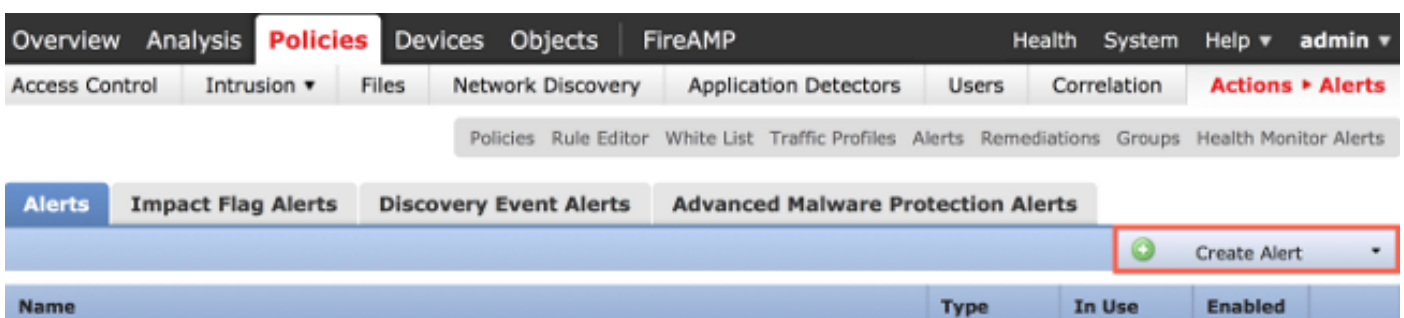 Overview Analysis Policies Devices Objects FireAMP Health System Help ▾ admin ▾
Access Control Intrusion ▾ Files Network Discovery Application Detectors Users Correlation Actions ▸ Alerts
Policies Rule Editor White List Traffic Profiles Alerts Remediations Groups Health Monitor Alerts
Alerts Impact Flag Alerts Discovery Event Alerts Advanced Malware Protection Alerts
Create Alert ▾
Name Type In Use Enabled